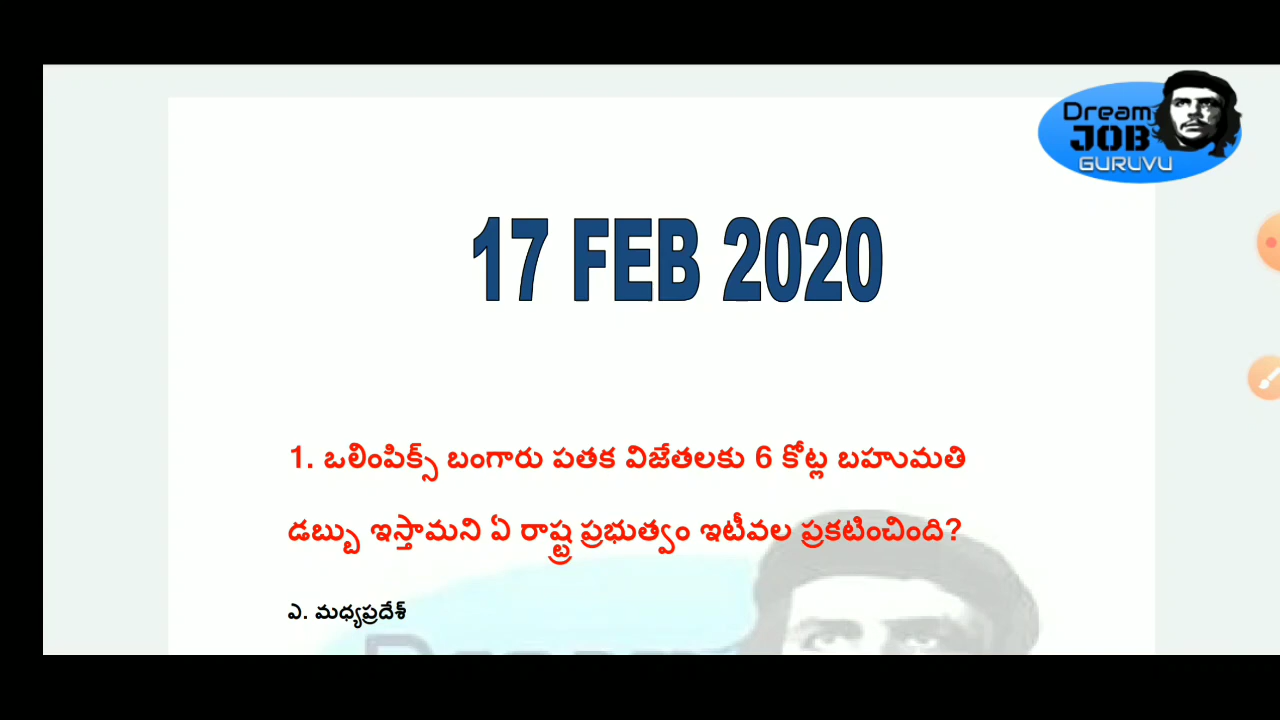 Dream
JOB
GURUVU
17 FEB 2020
1. ఒలింపిక్స్ బంగారు పతక విజేతలకు 6 కోట్ల బహుమతి
డబ్బు ఇస్తామని ఏ రాష్ట్ర ప్రభుత్వం ఇటీవల ప్రకటించింది?
ఎ. మధ్యప్రదేశ్